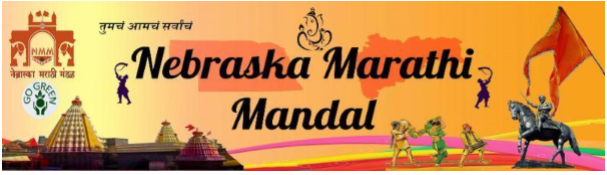 तुमचं आमचं सर्वांचं
Nebraska Marathi
Mandal
NMM
नेब्रास्का मराठी मंडळ
GO GREEN